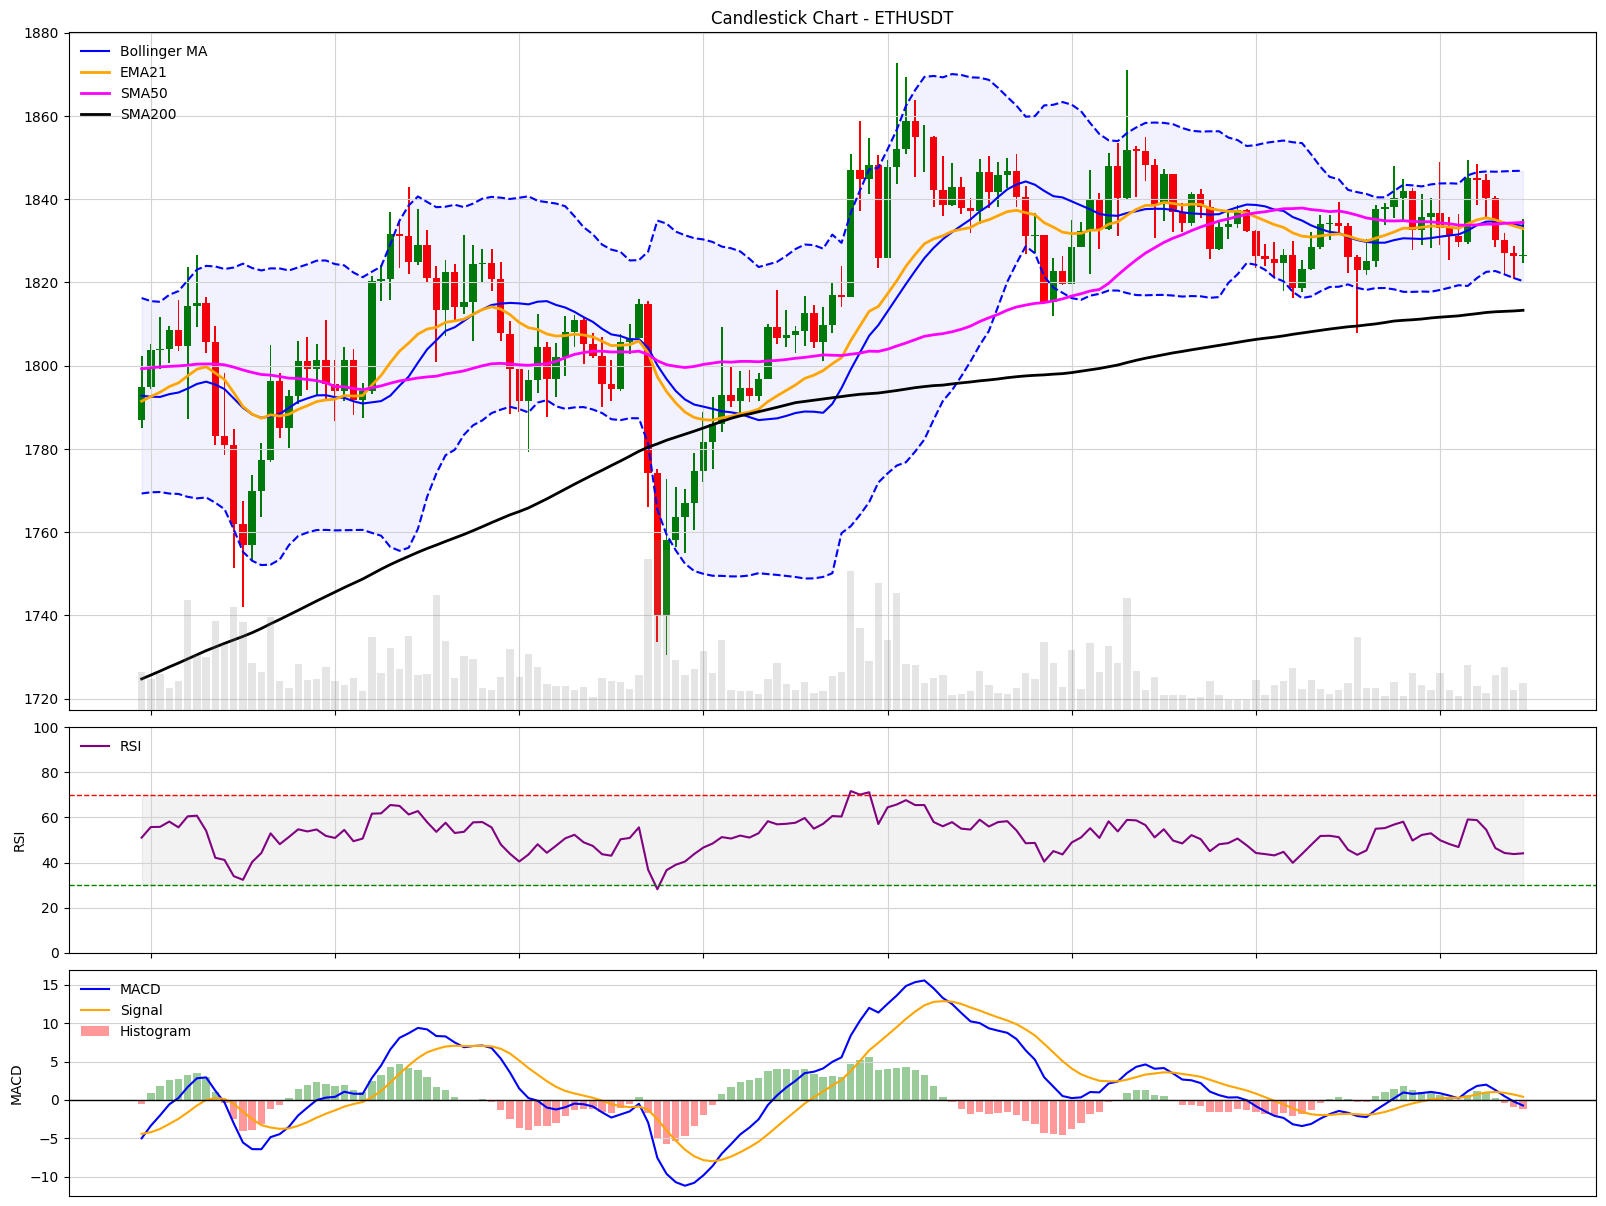 Candlestick Chart - ETHUSDT
1880
1860
1840
1820
1800
1780
1760
1740
1720
Bollinger MA
EMA21
SMA50
SMA200
100
80
60
40
20
0
RSI
RSI
15
10
5
0
−5
−10
MACD
MACD
Signal
Histogram